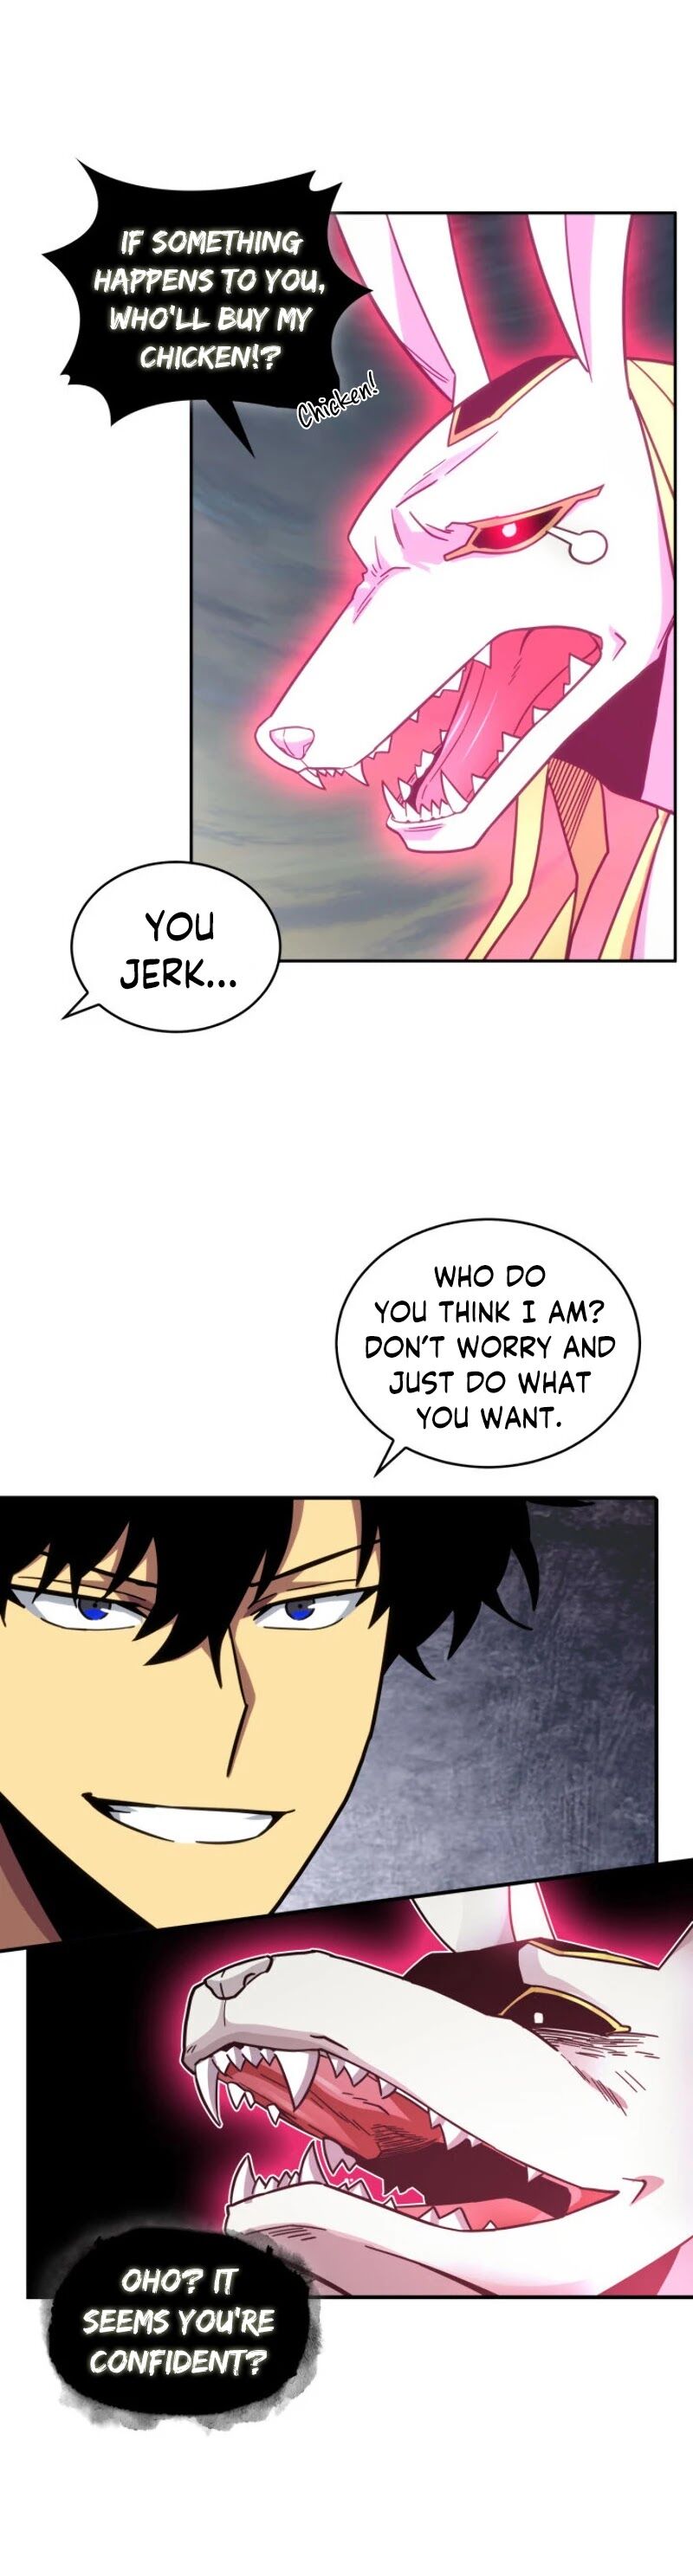 IF SOMETHING
HAPPENS TO YOU,
WHO'LL BUY MY
CHICKEN!?
Chicken!
YOU
JERK...
WHO DO
YOU THINK I AM?
DON'T WORRY AND
JUST DO WHAT
YOU WANT.
OHO? IT
SEEMS YOU'RE
CONFIDENT?